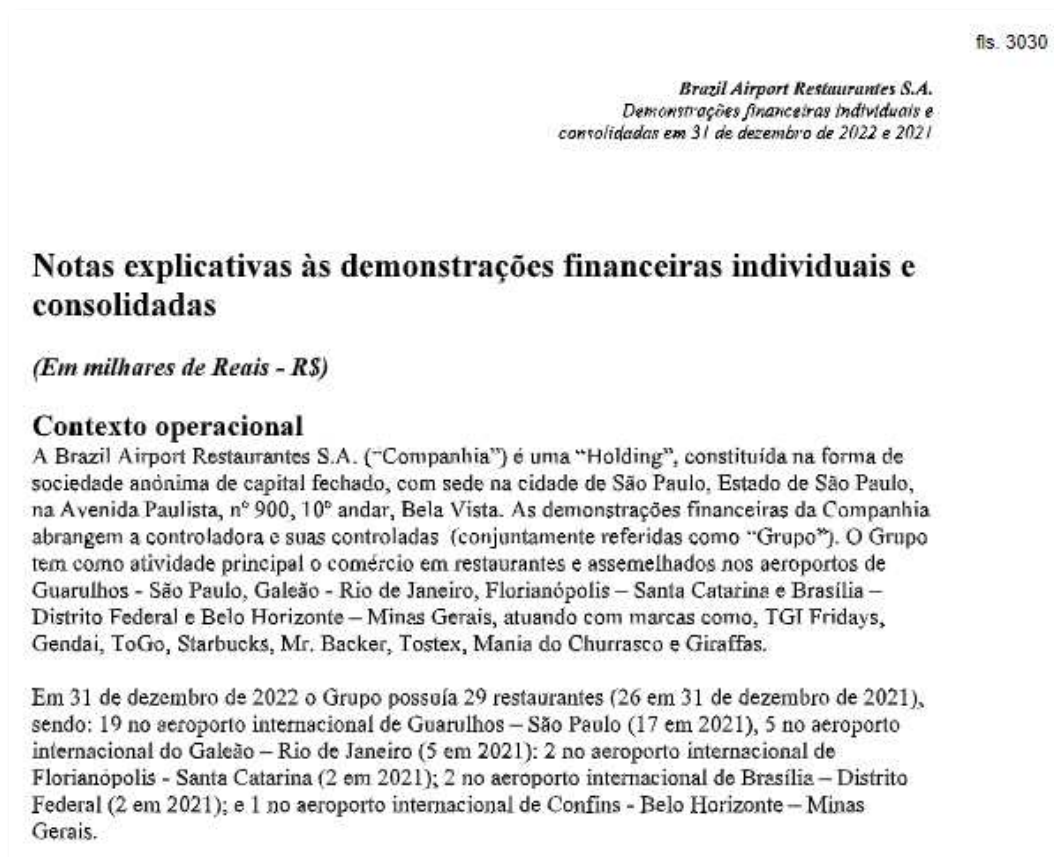 fls. 3030
Brazil Airport Restaurantes S.A.
Demonstrações financeiras individuais e
consolidadas em 31 de dezembro de 2022 e 2021
Notas explicativas às demonstrações financeiras individuais e
consolidadas
(Em milhares de Reais - R$)
Contexto operacional
A Brazil Airport Restaurantes S.A. (“Companhia”) é uma “Holding”, constituída na forma de
sociedade anônima de capital fechado, com sede na cidade de São Paulo, Estado de São Paulo,
na Avenida Paulista, nº 900, 10º andar, Bela Vista. As demonstrações financeiras da Companhia
abrangem a controladora e suas controladas (conjuntamente referidas como “Grupo”). O Grupo
tem como atividade principal o comércio em restaurantes e assemelhados nos aeroportos de
Guarulhos - São Paulo, Galeão - Rio de Janeiro, Florianópolis – Santa Catarina e Brasília –
Distrito Federal e Belo Horizonte – Minas Gerais, atuando com marcas como, TGI Fridays,
Gendai, ToGo, Starbucks, Mr. Backer, Tostex, Mania do Churrasco e Giraffas.
Em 31 de dezembro de 2022 o Grupo possuía 29 restaurantes (26 em 31 de dezembro de 2021),
sendo: 19 no aeroporto internacional de Guarulhos – São Paulo (17 em 2021), 5 no aeroporto
internacional do Galeão – Rio de Janeiro (5 em 2021): 2 no aeroporto internacional de
Florianópolis - Santa Catarina (2 em 2021); 2 no aeroporto internacional de Brasília – Distrito
Federal (2 em 2021); e 1 no aeroporto internacional de Confins - Belo Horizonte – Minas
Gerais.